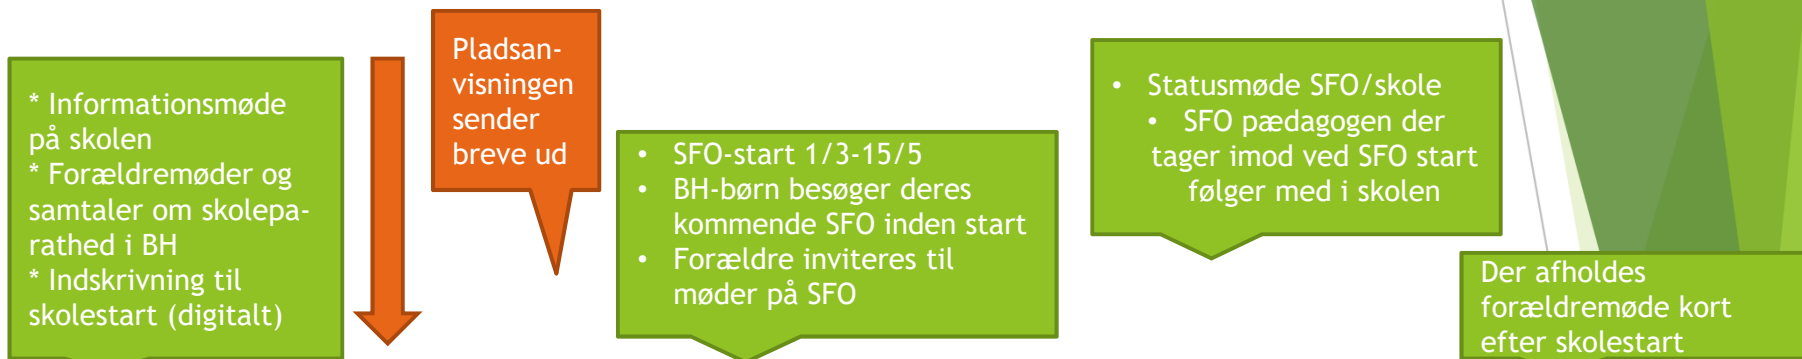 * Informationsmøde
på skolen
* Forældremøder og
samtaler om skolepa-
rathed i BH
* Indskrivning til
skolestart (digitalt)
Pladsan-
visningen
sender
breve ud
• SFO-start 1/3-15/5
• BH-børn besøger deres
kommende SFO inden start
• Forældre inviteres til
møder på SFO
• Statusmøde SFO/skole
• SFO pædagogen der
tager imod ved SFO start
følger med i skolen
Der afholdes
forældremøde kort
efter skolestart